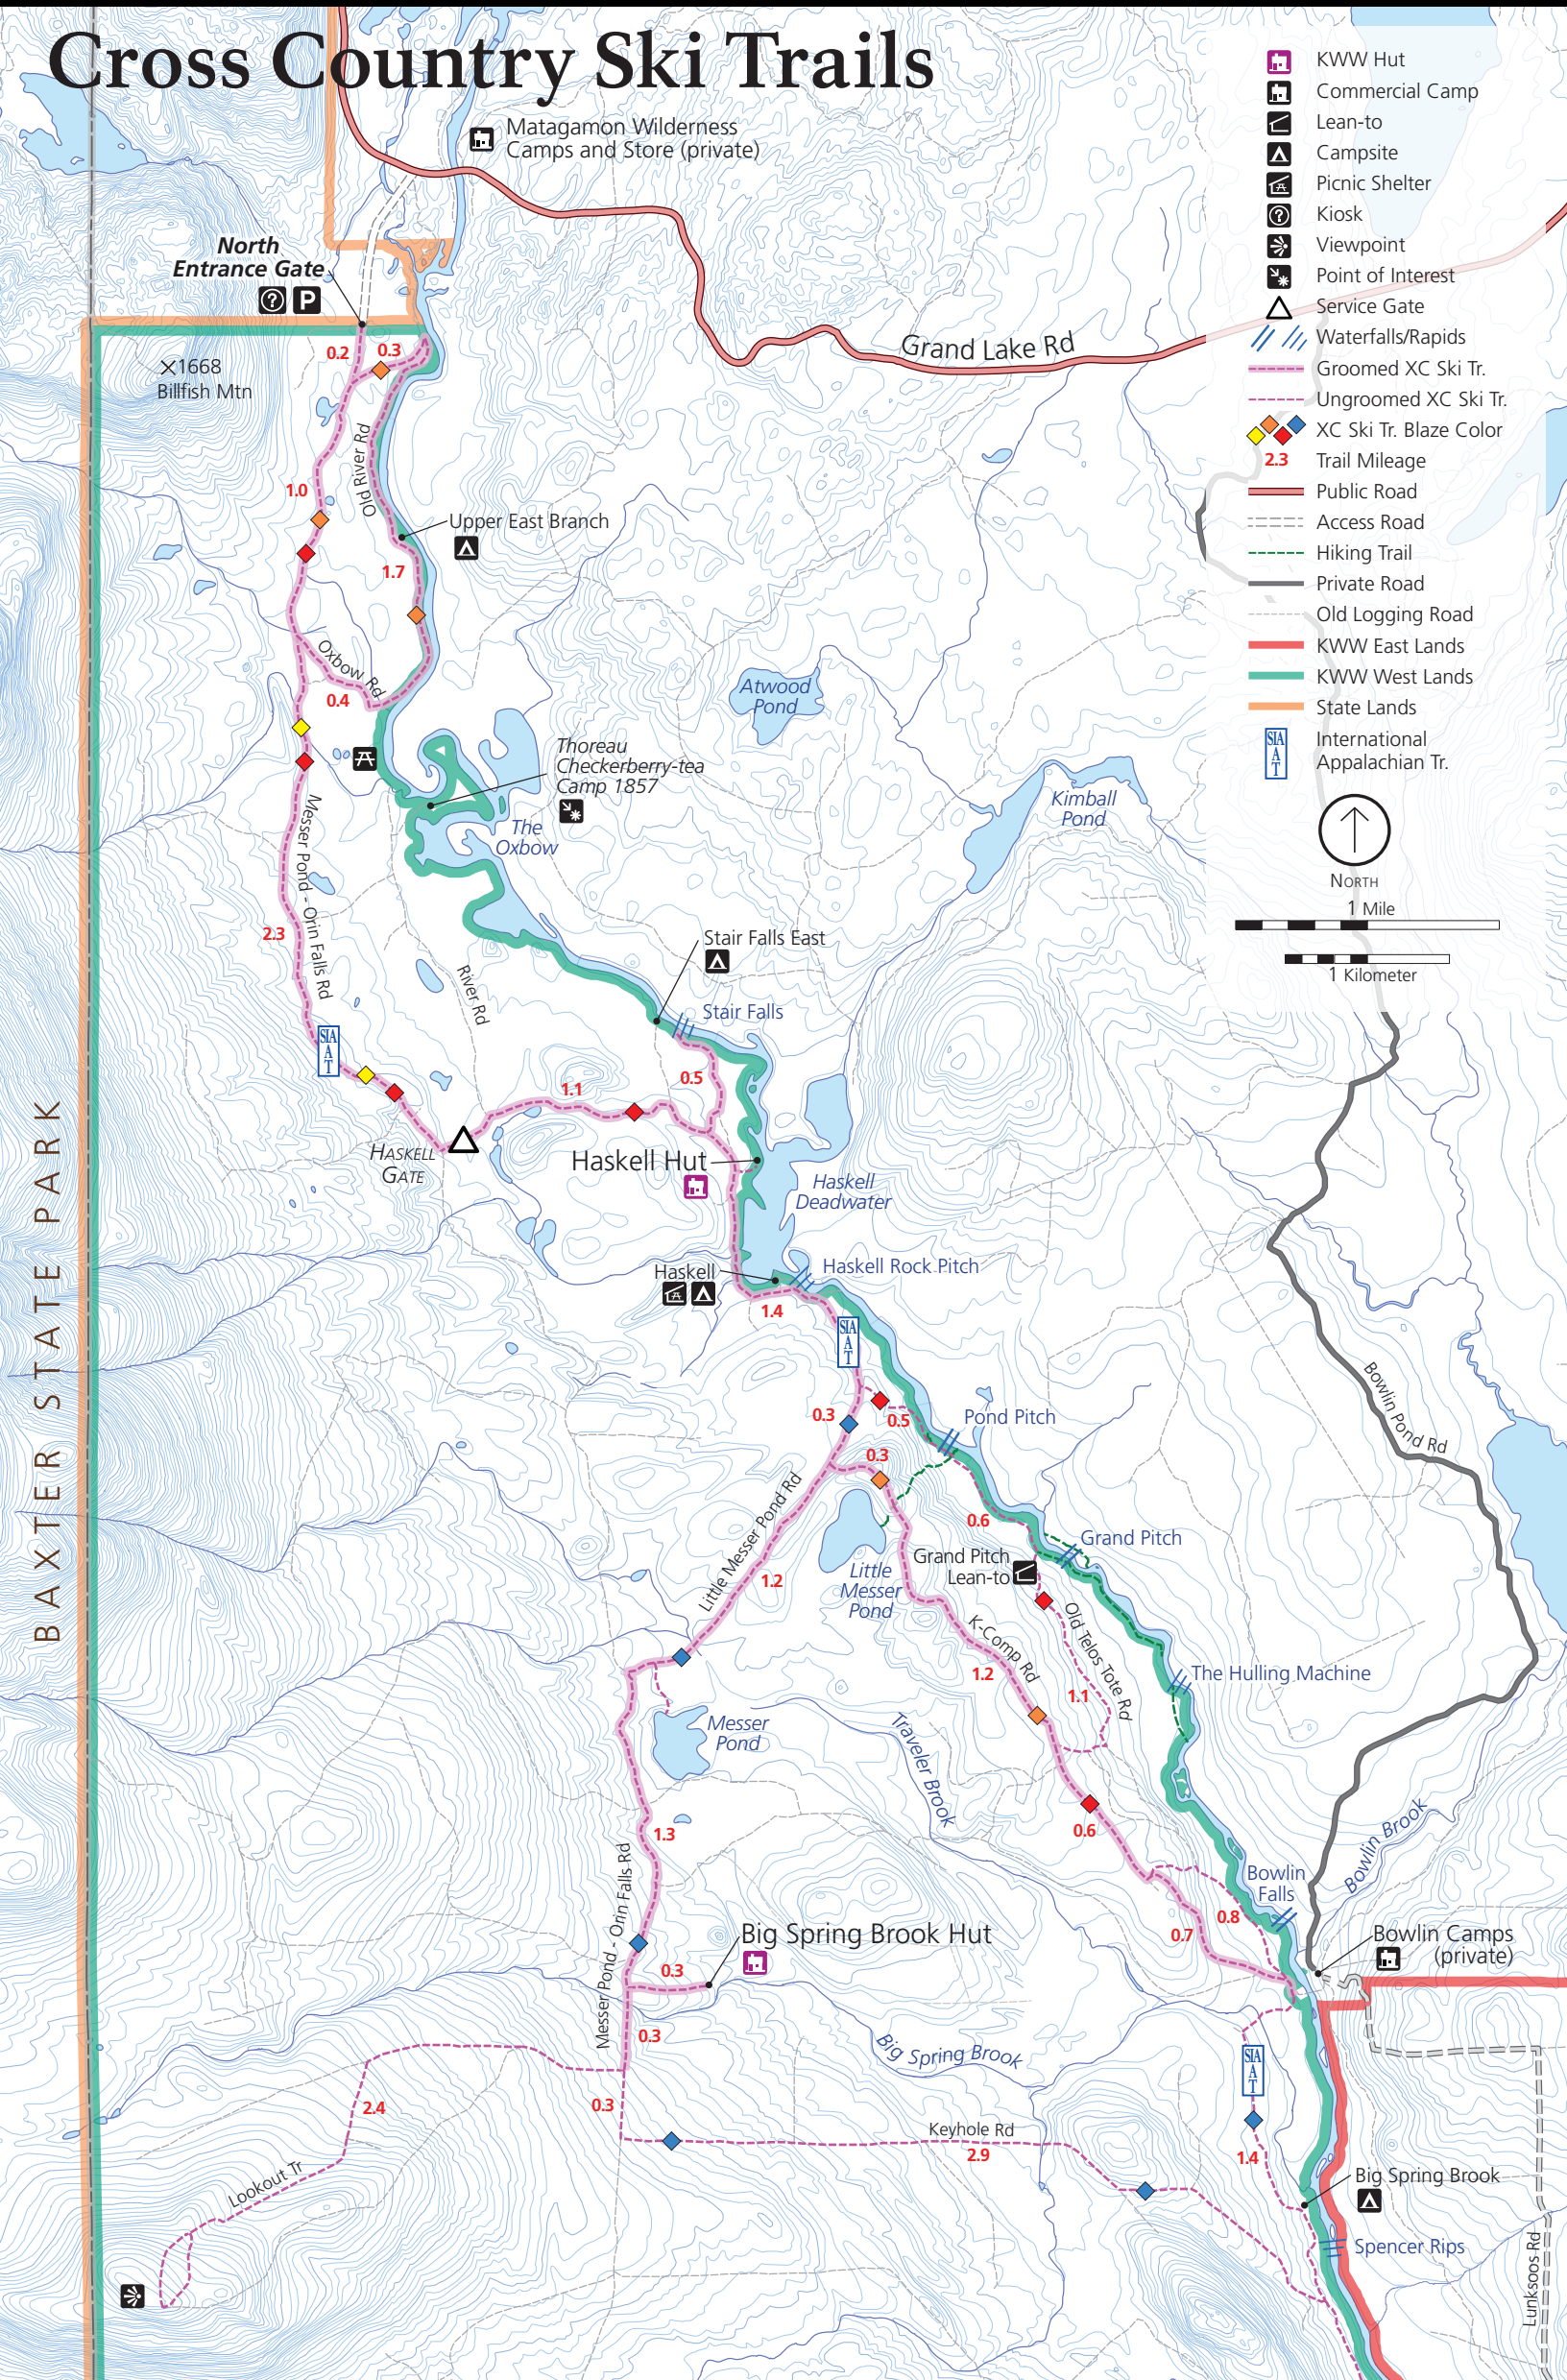 Cross Country Ski Trails
Matagamon Wilderness
Camps and Store (private)
North
Entrance Gate
?
P
0.2
0.3
1668
Billfish Mtn
Grand Lake Rd
Old River Rd
1.0
Upper East Branch
1.7
Oxbow Rd
0.4
Atwood
Pond
Thoreau
Checkerberry-tea
Camp 1857
The
Oxbow
Kimball
Pond
Messer Pond - Orin Falls Rd
2.3
River Rd
Stair Falls East
Stair Falls
SIA
A
T
0.5
1.1
Haskell
Gate
Haskell Hut
Haskell
Deadwater
Haskell
Haskell Rock Pitch
1.4
SIA
A
T
BAXTER STATE PARK
0.3
0.5
Pond Pitch
0.3
Bowlin Pond Rd
Little Messer Pond Rd
0.6
Grand Pitch
Grand Pitch
Lean-to
Little
Messer
Pond
1.2
K-Comp Rd
Old Telos Tote Rd
1.2
1.1
The Hulling Machine
Messer
Pond
Traveler Brook
1.3
0.6
Messer Pond - Orin Falls Rd
Bowlin Brook
Bowlin
Falls
0.8
0.7
Big Spring Brook Hut
Bowlin Camps
(private)
0.3
0.3
Big Spring Brook
SIA
A
T
2.4
0.3
Keyhole Rd
2.9
1.4
Lookout Tr
Big Spring Brook
Spencer Rips
Lunksoos Rd
KWW Hut
Commercial Camp
Lean-to
Campsite
Picnic Shelter
? Kiosk
Viewpoint
Point of Interest
Service Gate
Waterfalls/Rapids
Groomed XC Ski Tr.
Ungroomed XC Ski Tr.
XC Ski Tr. Blaze Color
2.3 Trail Mileage
Public Road
Access Road
Hiking Trail
Private Road
Old Logging Road
KWW East Lands
KWW West Lands
State Lands
SIA
A
T
International
Appalachian Tr.
North
1 Mile
1 Kilometer